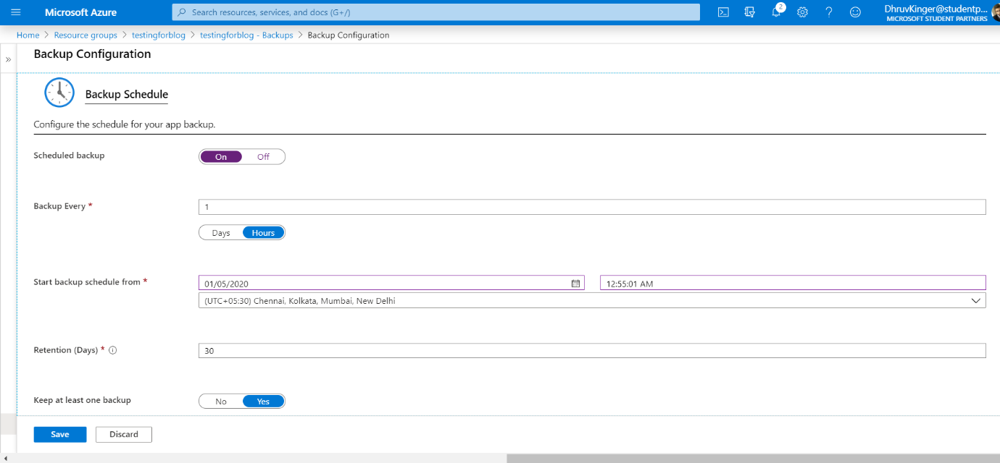 Microsoft Azure
Search resources, services, and docs (G+/)
2
DhruvKinger@studentp...
MICROSOFT STUDENT PARTNERS
Home > Resource groups > testingforblog > testingforblog - Backups > Backup Configuration
»
Backup Configuration
Backup Schedule
Configure the schedule for your app backup.
Scheduled backup
On Off
Backup Every *
1
Days Hours
Start backup schedule from *
01/05/2020
12:55:01 AM
(UTC+05:30) Chennai, Kolkata, Mumbai, New Delhi
Retention (Days) *
30
Keep at least one backup
No Yes
Save Discard